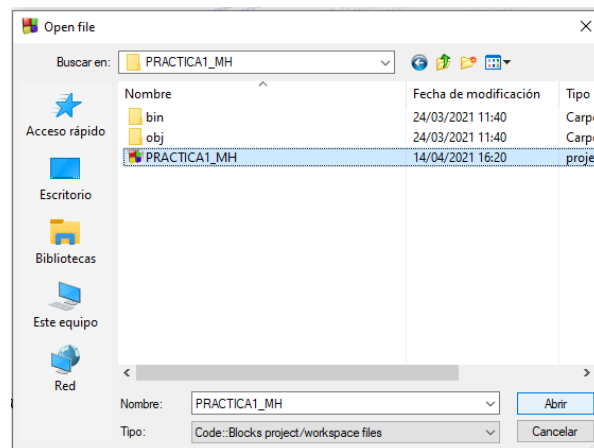 Open file
Buscar en: PRACTICA1_MH
Nombre Fecha de modificación Tipo
bin 24/03/2021 11:40 Carpe
obj 24/03/2021 11:40 Carpe
PRACTICA1_MH 14/04/2021 16:20 proje
Acceso rápido
Escritorio
Bibliotecas
Este equipo
Red
Nombre: PRACTICA1_MH Abrir
Tipo: Code::Blocks project/workspace files Cancelar